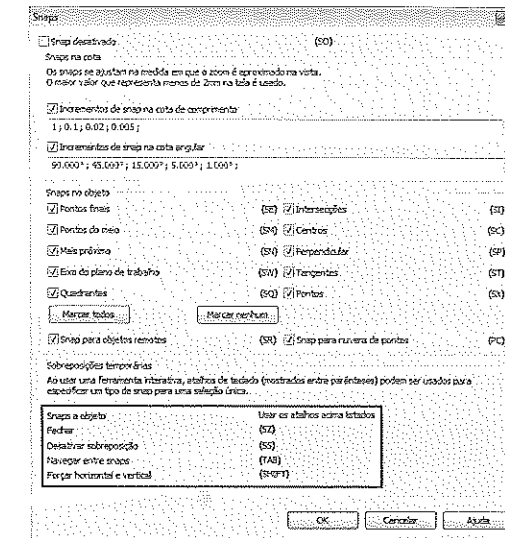 Snaps
Snap desativado (SO)
Snaps na cota
Os snaps se ajustam na medida em que o zoom é aproximado na vista.
O maior valor que representa menos de 2mm na tela é usado.
Incrementos de snap na cota de comprimento
1 ; 0.1 ; 0.02 ; 0.005 ;
Incrementos de snap na cota angular
90.000° ; 45.000° ; 15.000° ; 5.000° ; 1.000° ;
Snaps no objeto
Pontos finais (SE) Intersecções (SI)
Pontos do meio (SM) Centros (SC)
Mais próximo (SN) Perpendicular (SP)
Eixo do plano de trabalho (SW) Tangentes (ST)
Quadrantes (SQ) Pontos (SX)
Marcar todos Marcar nenhum
Snap para objetos remotos (SR) Snap para nuvens de pontos (PC)
Sobreposições temporárias
Ao usar uma ferramenta interativa, atalhos de teclado (mostrados entre parênteses) podem ser usados para
especificar um tipo de snap para uma seleção única.
Snaps a objeto Usar os atalhos acima listados
Fechar (SZ)
Desativar sobreposição (SS)
Navegar entre snaps (TAB)
Forçar horizontal e vertical (SHIFT)
OK Cancelar Ajuda